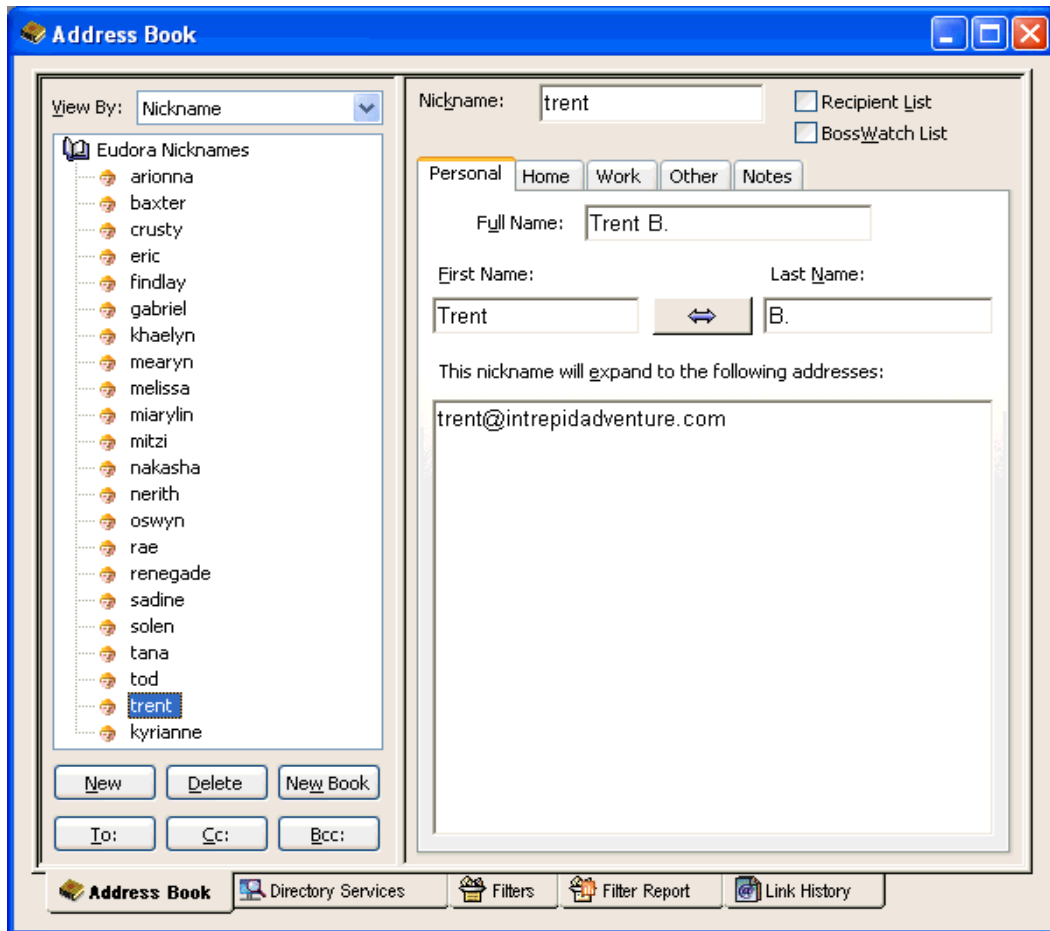 Address Book
View By: Nickname
Eudora Nicknames
arionna
baxter
crusty
eric
findlay
gabriel
khaelyn
mearyn
melissa
miarylin
mitzi
nakasha
nerith
oswyn
rae
renegade
sadine
solen
tana
tod
trent
kyrianne
New Delete New Book
To: Cc: Bcc:
Nickname: trent
Recipient List
BossWatch List
Personal Home Work Other Notes
Full Name: Trent B.
First Name: Last Name:
Trent B.
This nickname will expand to the following addresses:
trent@intrepidadventure.com
Address Book Directory Services Filters Filter Report Link History